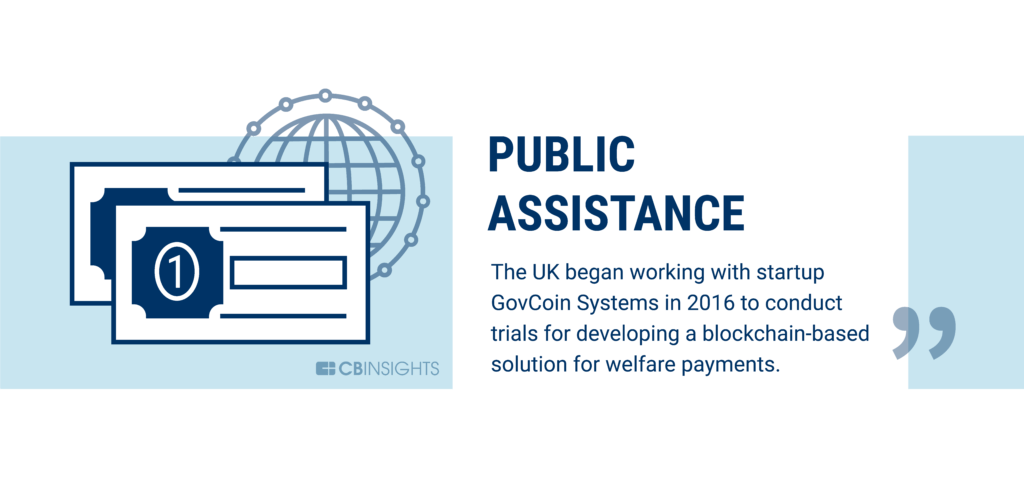 PUBLIC
ASSISTANCE
The UK began working with startup
GovCoin Systems in 2016 to conduct
trials for developing a blockchain-based
solution for welfare payments.
”
1
CBINSIGHTS